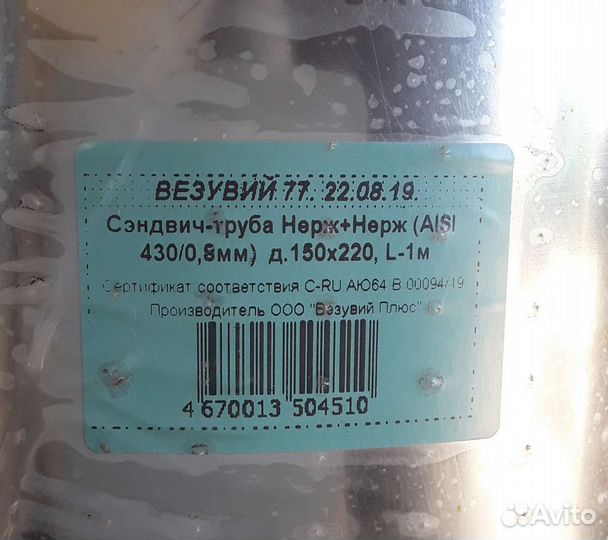 ВЕЗУВИЙ 77. 22.08.19.
Сэндвич-труба Нерж+Нерж (AISI
430/0,8мм) д.150х220, L-1м
Сертификат соответствия C-RU АЮ64 В 00094/19
Производитель ООО "Везувий Плюс"
4 670013 504510
Avito